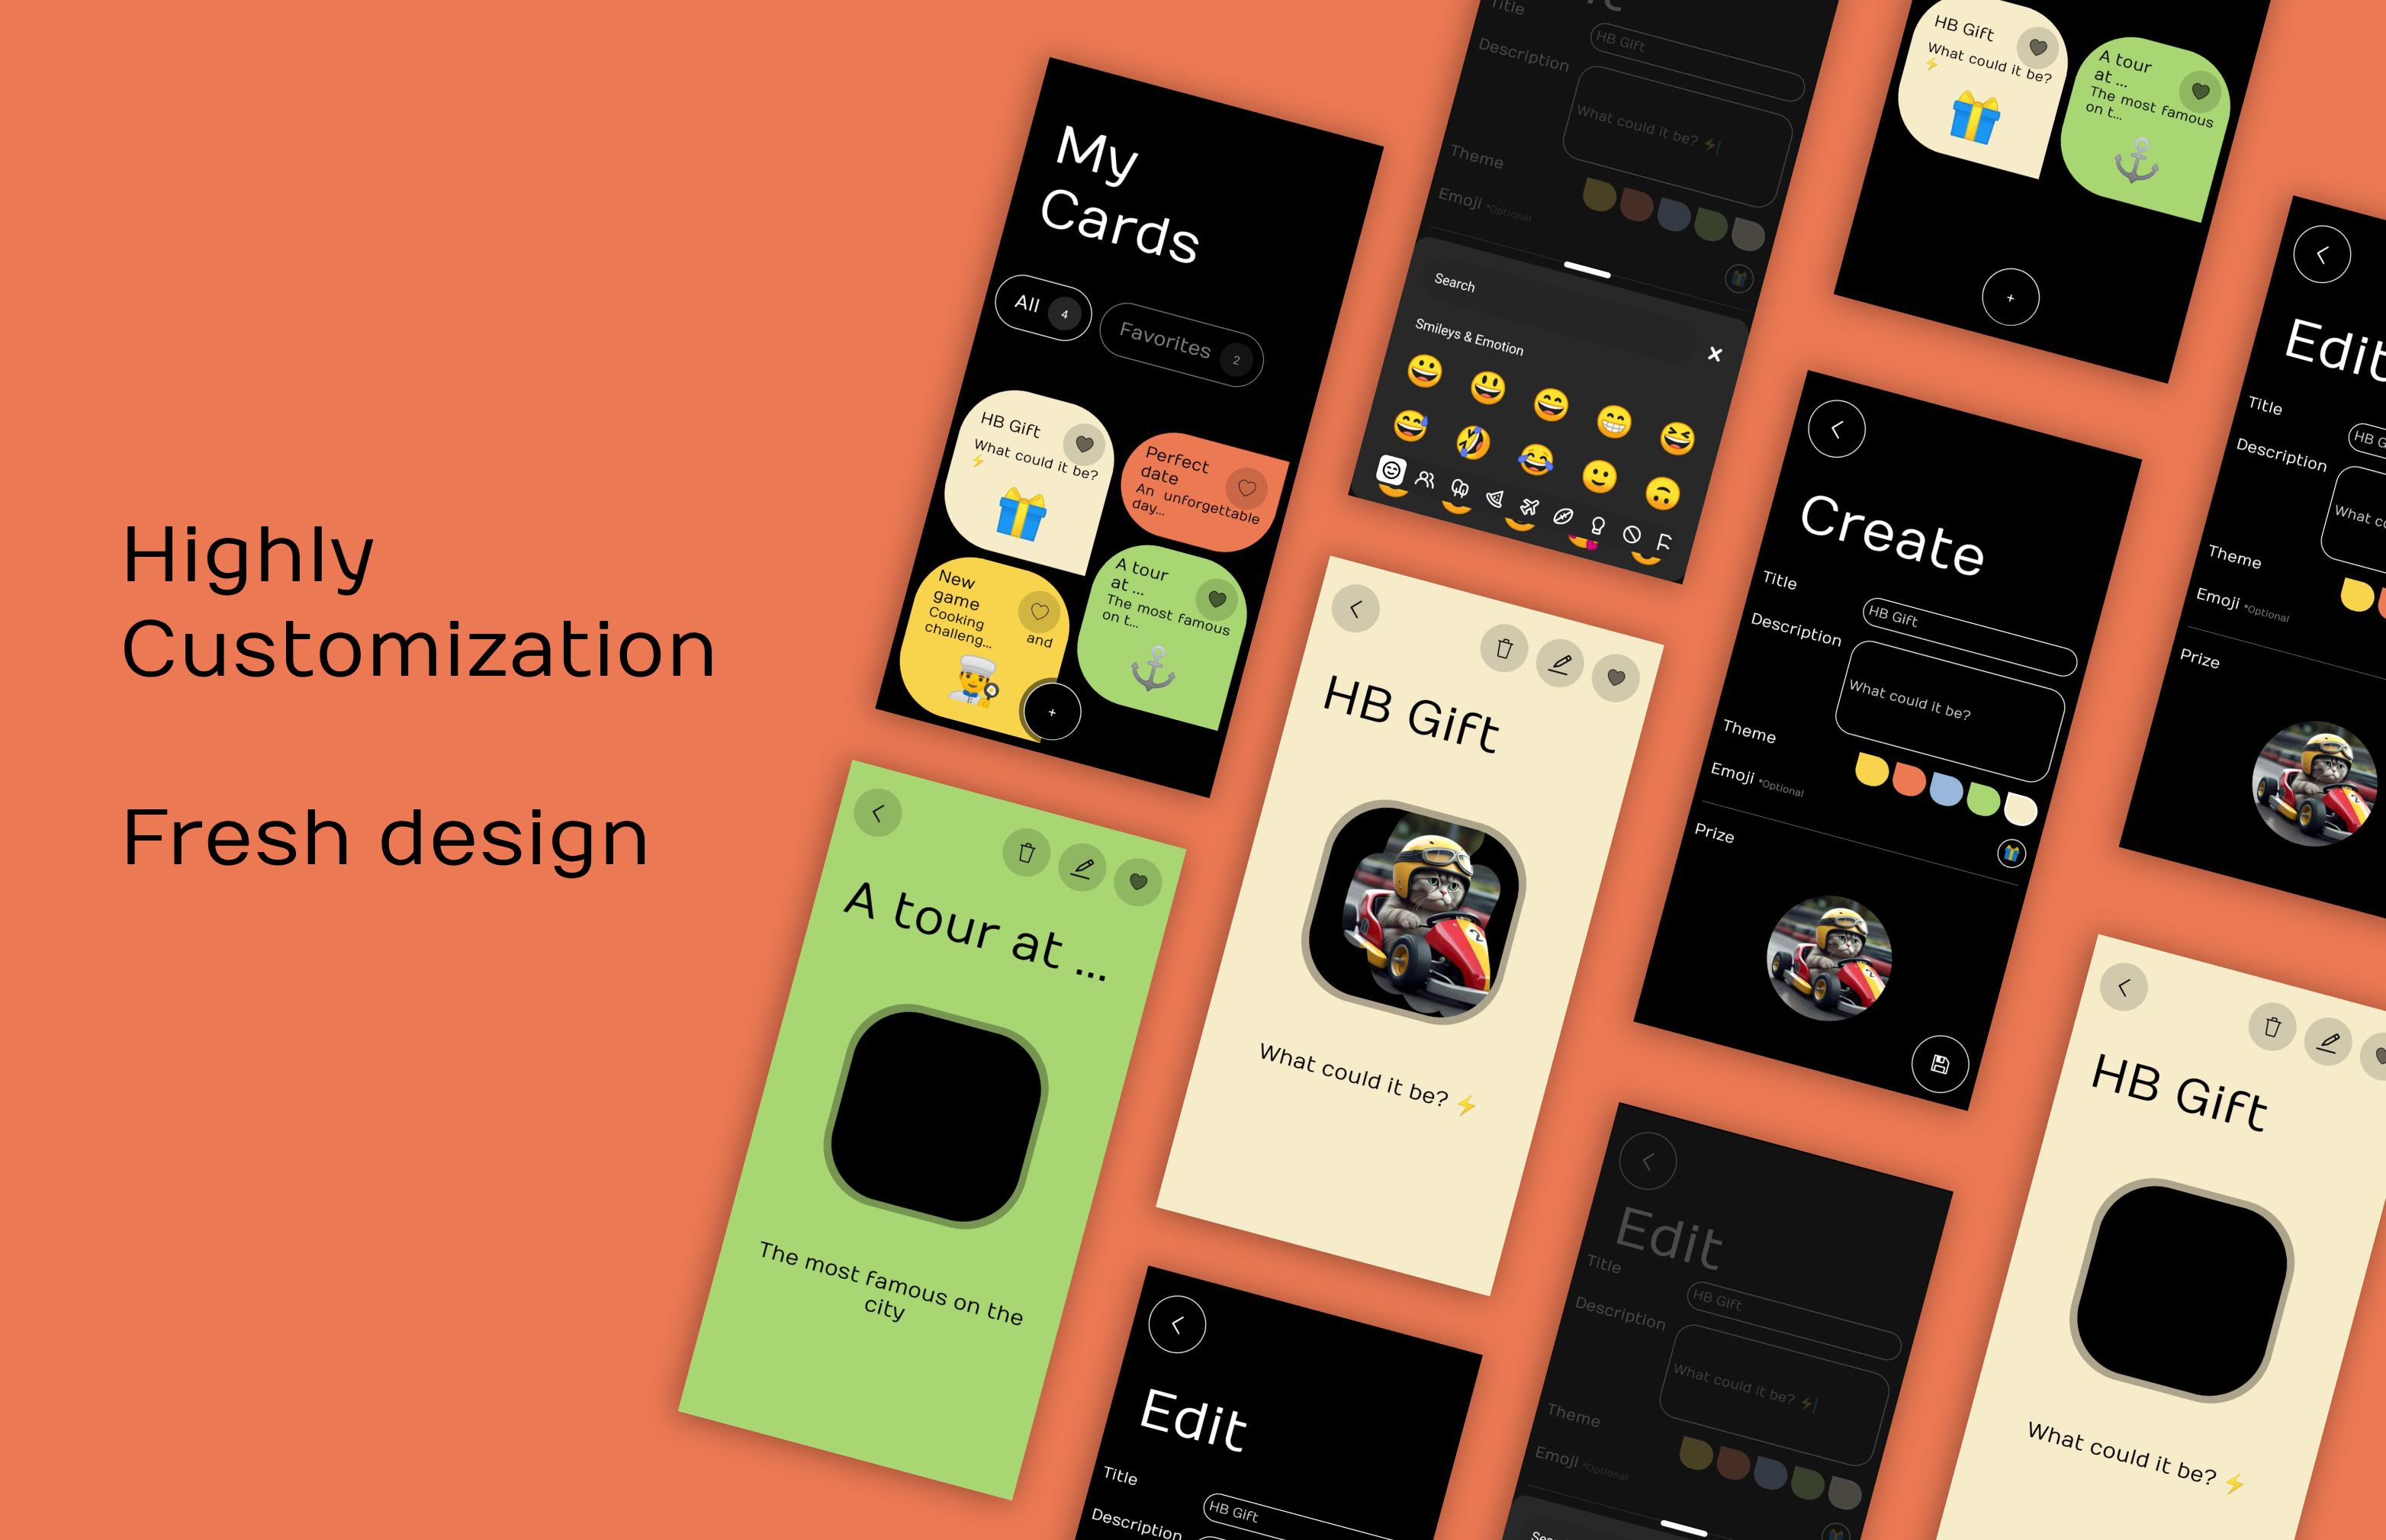 Highly
Customization
Fresh design
My
Cards
All 4
Favorites 2
HB Gift
What could it be?
⚡
Perfect
date
An unforgettable
day...
New
game
Cooking and
challeng...
A tour
at ...
The most famous
on t...
+
A tour at ...
The most famous on the
city
Title
HB Gift
Description
What could it be? ⚡
Theme
Emoji *Optional
Search
Smileys & Emotion
HB Gift
What could it be? ⚡
Edit
Title
HB Gift
Description
HB Gift
What could it be?
⚡
A tour
at ...
The most famous
on t...
+
Create
Title
HB Gift
Description
What could it be?
Theme
Emoji *Optional
Prize
2
Edit
Title
HB Gift
Description
What could it be? ⚡
Theme
Emoji *Optional
Edit
Title
Description
Theme
Emoji *Optional
Prize
HB Gift
What could it be? ⚡